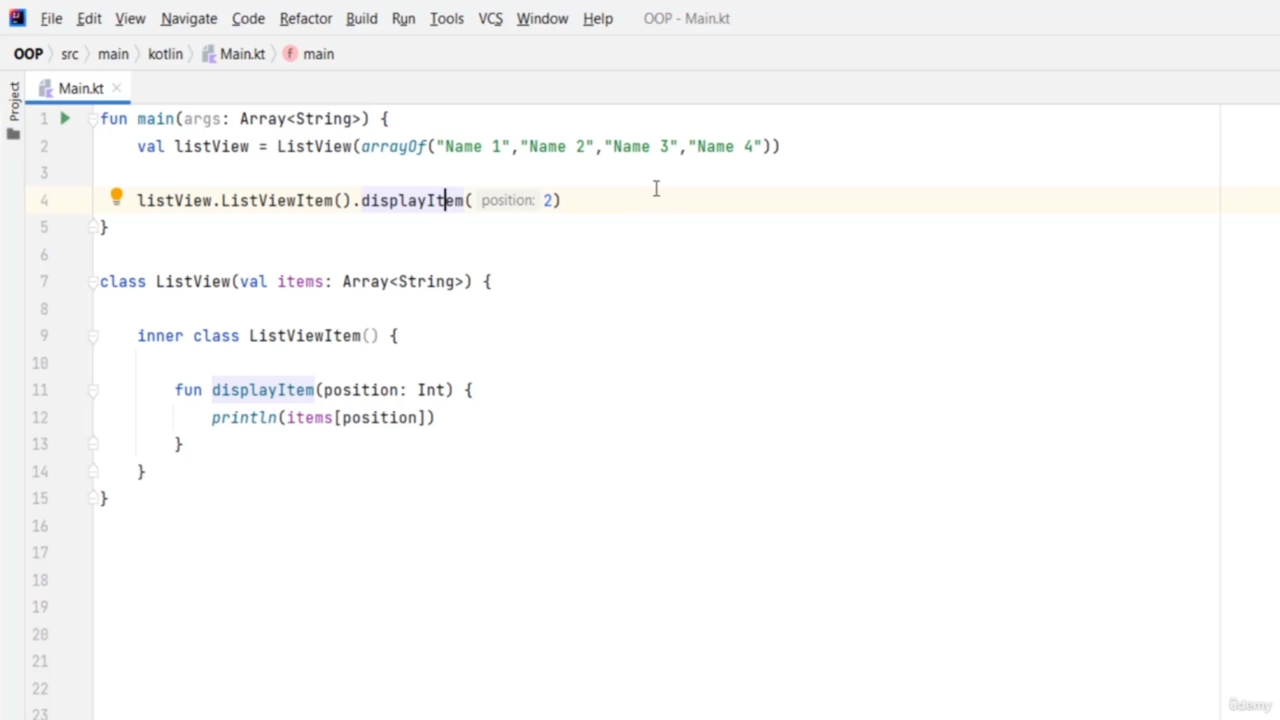 File Edit View Navigate Code Refactor Build Run Tools VCS Window Help OOP - Main.kt
OOP src main kotlin Main.kt f main
Project
Main.kt
1 fun main(args: Array<String>) {
2 val listView = ListView(arrayOf("Name 1","Name 2","Name 3","Name 4"))
3
4 listView.ListViewItem().displayItem( position: 2)
5 }
6
7 class ListView(val items: Array<String>) {
8
9 inner class ListViewItem() {
10
11 fun displayItem(position: Int) {
12 println(items[position])
13 }
14 }
15 }
16
17
18
19
20
21
22
23
ûdemy